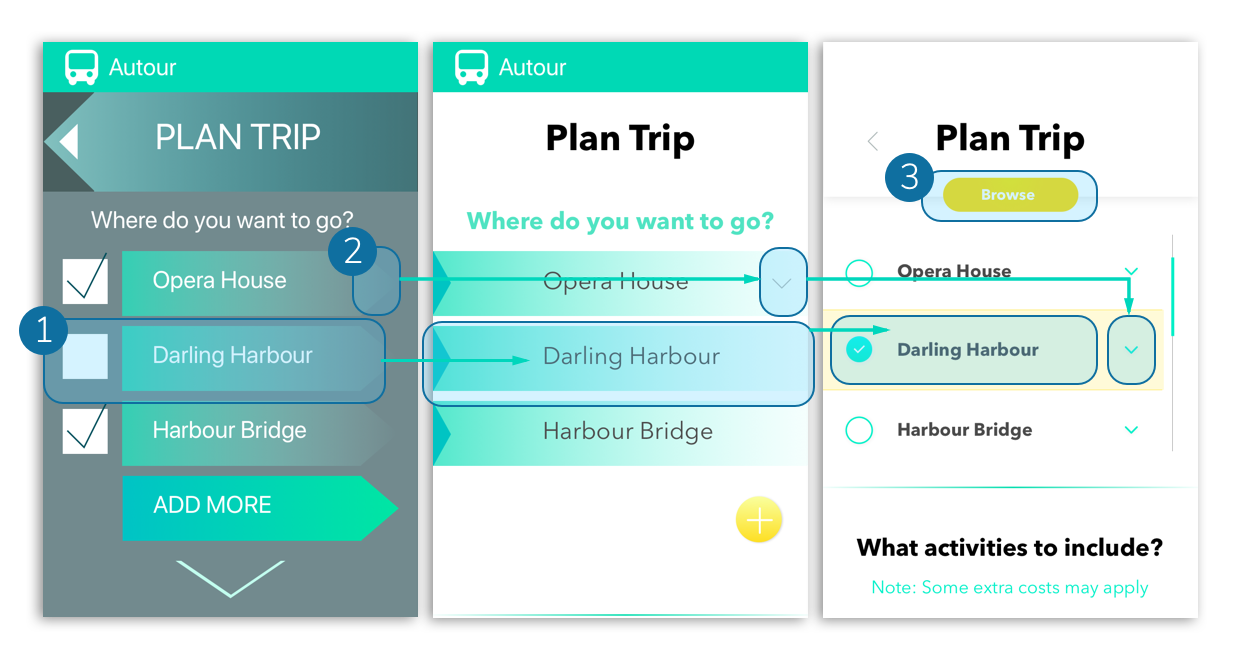 Autour
PLAN TRIP
Where do you want to go?
2
Opera House
1
Darling Harbour
Harbour Bridge
ADD MORE
Autour
Plan Trip
Where do you want to go?
Opera House
Darling Harbour
Harbour Bridge
Plan Trip
3
Browse
Opera House
Darling Harbour
Harbour Bridge
What activities to include?
Note: Some extra costs may apply